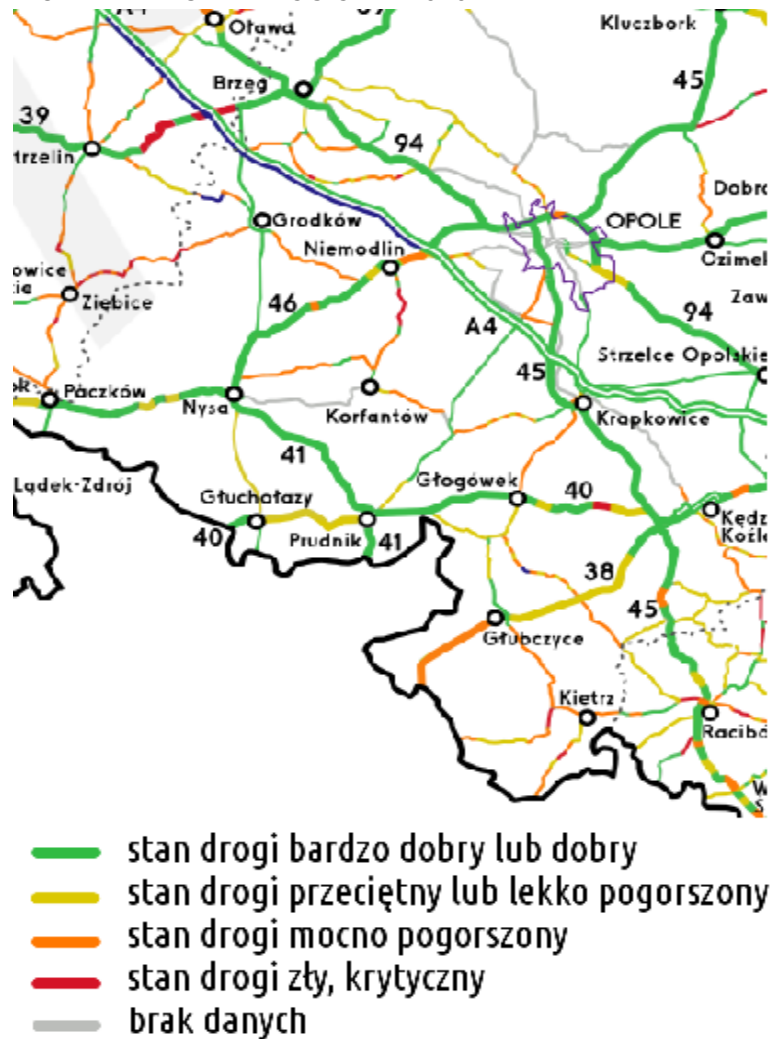 Oława
Kluczbork
Brzeg
45
39
94
trzelin
Dobro
Grodków
OPOLE
Niemodlin
Ozimek
owice
Ziębice
46
A4
94
Zaw
Strzelce Opolskie
45
Paczków
Nysa
Korfantów
Krapkowice
41
Lądek-Zdrój
Głogówek
40
Głuchołazy
40
Prudnik
41
Kędz
Koźle
38
45
Głubczyce
Kietrz
Racibó
stan drogi bardzo dobry lub dobry
stan drogi przeciętny lub lekko pogorszony
stan drogi mocno pogorszony
stan drogi zły, krytyczny
brak danych